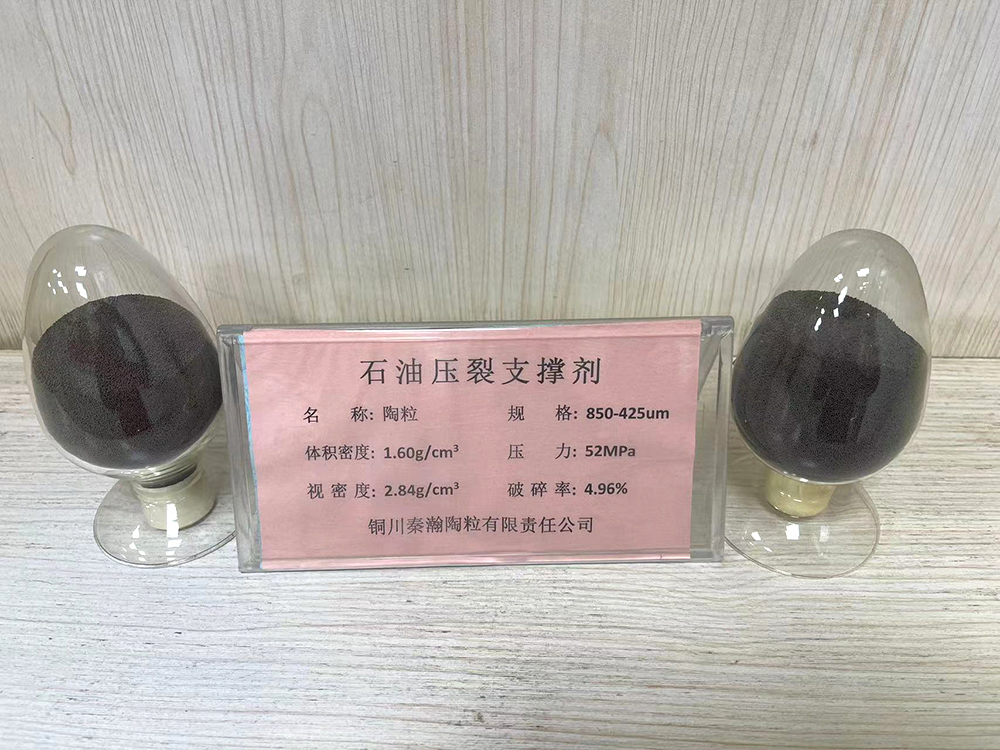 石油压裂支撑剂
名 称: 陶粒 规 格: 850-425um
体积密度: 1.60g/cm³ 压 力: 52MPa
视 密 度: 2.84g/cm³ 破 碎 率: 4.96%
铜川秦瀚陶粒有限责任公司